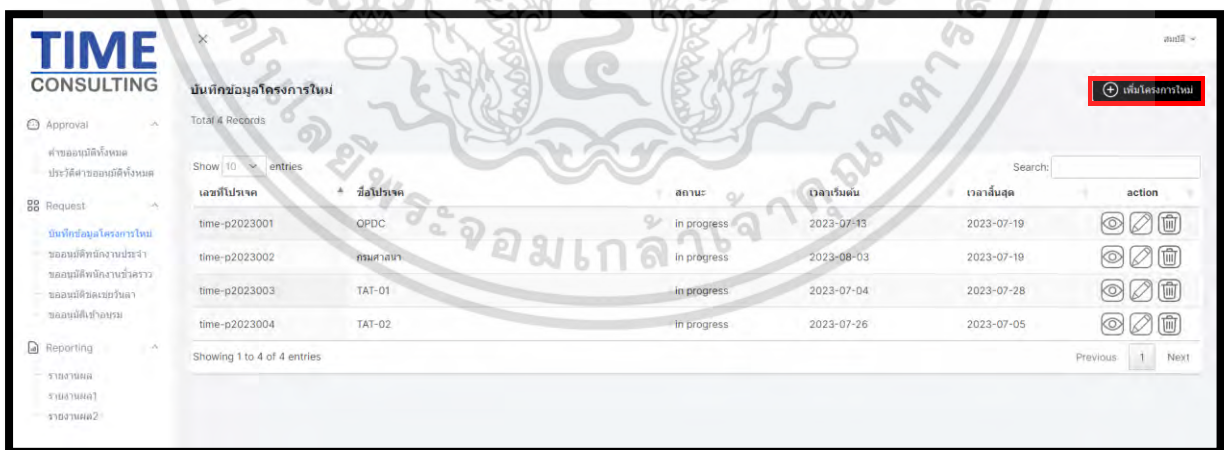 TIME
CONSULTING
สมบัติ
บันทึกข้อมูลโครงการใหม่
เพิ่มโครงการใหม่
Total 4 Records
Approval
คำขออนุมัติทั้งหมด
ประวัติคำขออนุมัติทั้งหมด
Request
บันทึกข้อมูลโครงการใหม่
ขออนุมัติพนักงานประจำ
ขออนุมัติพนักงานชั่วคราว
ขออนุมัติชดเชยวันลา
ขออนุมัติเข้าอบรม
Reporting
รายงานผล
รายงานผล1
รายงานผล2
Show 10 entries
Search:
เลขที่โปรเจค ชื่อโปรเจค สถานะ เวลาเริ่มต้น เวลาสิ้นสุด action
time-p2023001 OPDC in progress 2023-07-13 2023-07-19
time-p2023002 กรมศาสนา in progress 2023-08-03 2023-07-19
time-p2023003 TAT-01 in progress 2023-07-04 2023-07-28
time-p2023004 TAT-02 in progress 2023-07-26 2023-07-05
Showing 1 to 4 of 4 entries
Previous 1 Next